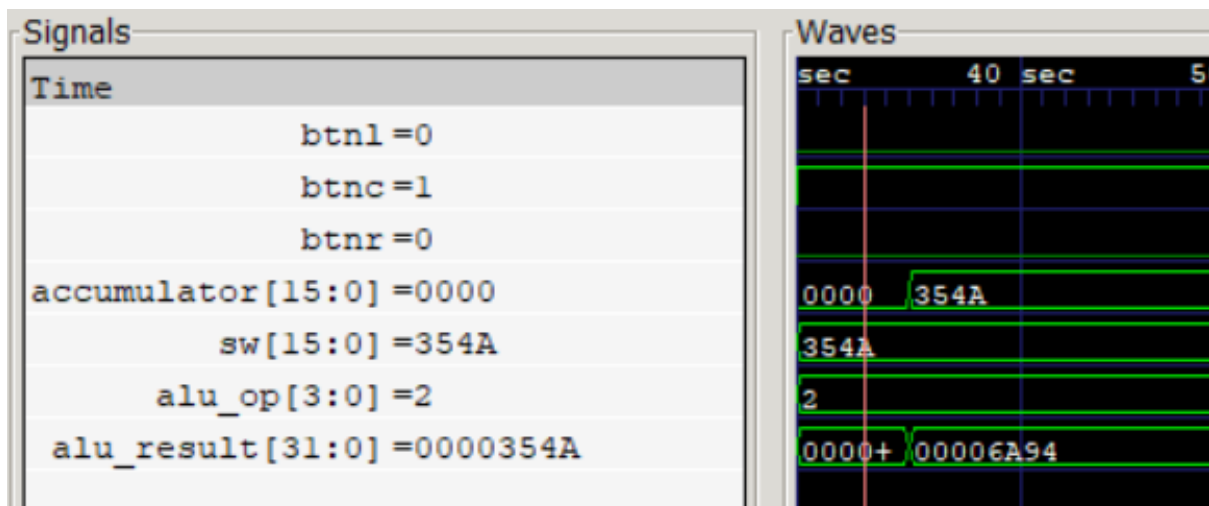 Signals
Waves
Time
sec 40 sec 5
btnl=0
btnc=1
btnr=0
accumulator[15:0]=0000
0000 354A
sw[15:0]=354A
354A
alu_op[3:0]=2
2
alu_result[31:0]=0000354A
0000+ 00006A94